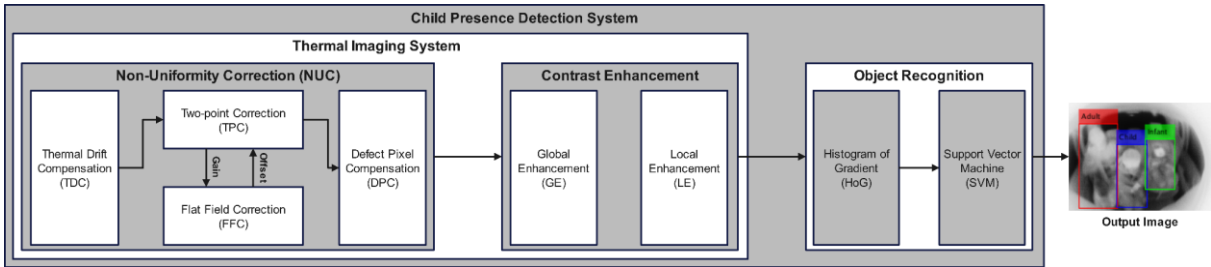 Child Presence Detection System
Thermal Imaging System
Non-Uniformity Correction (NUC)
Thermal Drift
Compensation
(TDC)
Two-point Correction
(TPC)
Gain
Offset
Flat Field Correction
(FFC)
Defect Pixel
Compensation
(DPC)
Contrast Enhancement
Global
Enhancement
(GE)
Local
Enhancement
(LE)
Object Recognition
Histogram of
Gradient
(HoG)
Support Vector
Machine
(SVM)
Adult
Child
Infant
Output Image